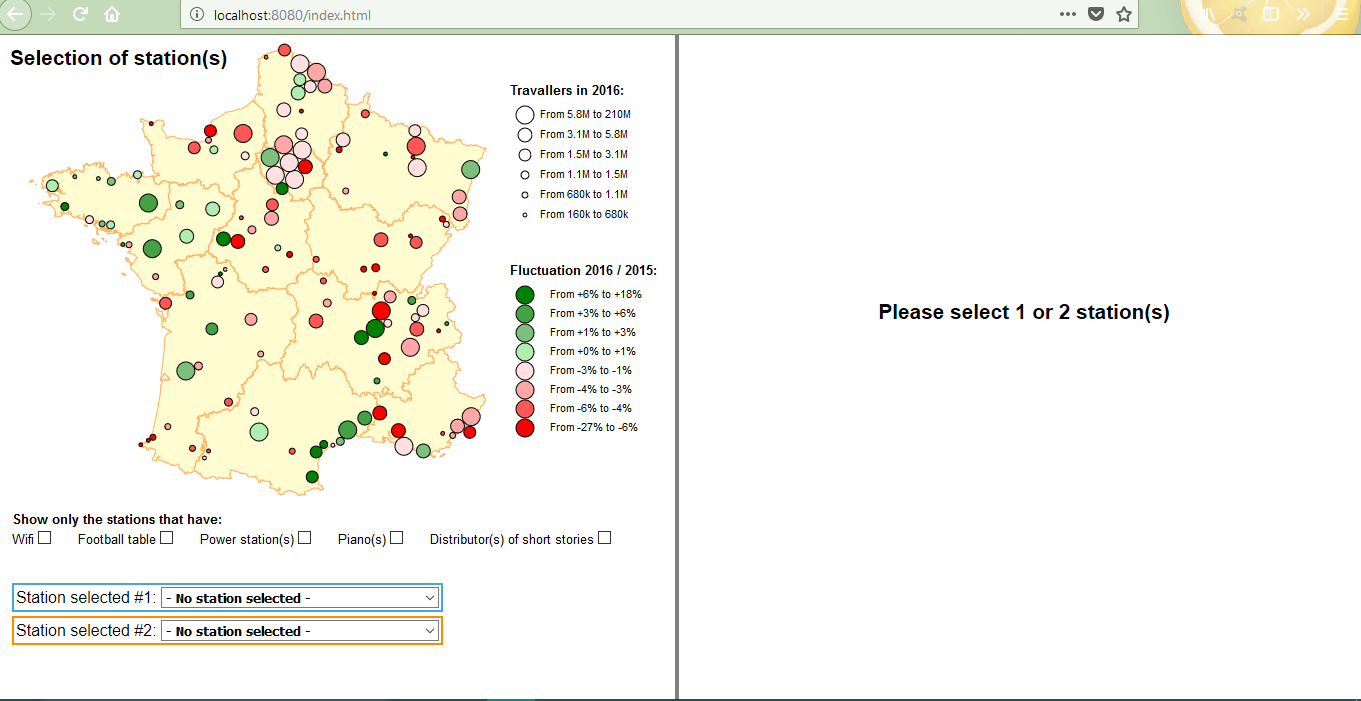 localhost:8080/index.html
Selection of station(s)
Travallers in 2016:
From 5.8M to 210M
From 3.1M to 5.8M
From 1.5M to 3.1M
From 1.1M to 1.5M
From 680k to 1.1M
From 160k to 680k
Fluctuation 2016 / 2015:
From +6% to +18%
From +3% to +6%
From +1% to +3%
From +0% to +1%
From -3% to -1%
From -4% to -3%
From -6% to -4%
From -27% to -6%
Show only the stations that have:
Wifi Football table Power station(s) Piano(s) Distributor(s) of short stories
Station selected #1: - No station selected -
Station selected #2: - No station selected -
Please select 1 or 2 station(s)